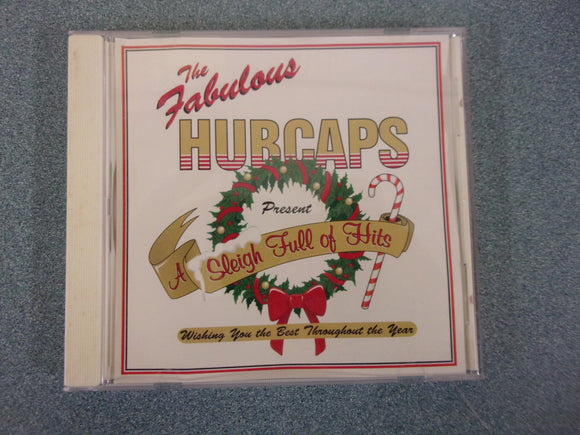 The
Fabulous
HUBCAPS
Present
A Sleigh Full of Hits
Wishing You the Best Throughout the Year